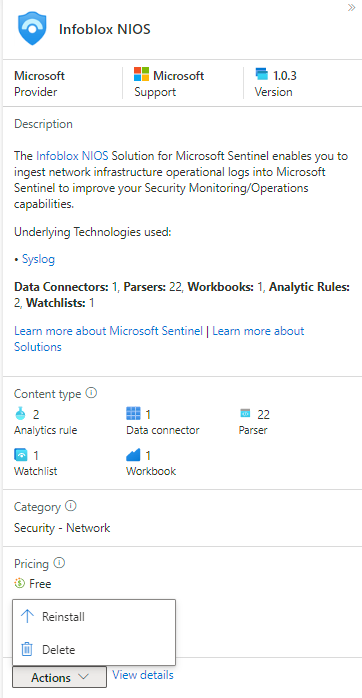 »
Infoblox NIOS
Microsoft
Provider
Microsoft
Support
1.0.3
Version
Description
The Infoblox NIOS Solution for Microsoft Sentinel enables you to
ingest network infrastructure operational logs into Microsoft
Sentinel to improve your Security Monitoring/Operations
capabilities.
Underlying Technologies used:
• Syslog
Data Connectors: 1, Parsers: 22, Workbooks: 1, Analytic Rules:
2, Watchlists: 1
Learn more about Microsoft Sentinel | Learn more about
Solutions
Content type
2
Analytics rule
1
Data connector
22
Parser
1
Watchlist
1
Workbook
Category
Security - Network
Pricing
Free
Reinstall
Delete
Actions
View details